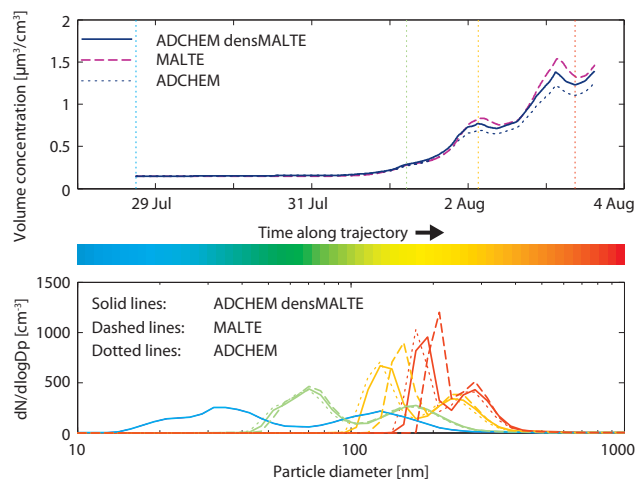 Volume concentration [µm³/cm³]
2
1.5
1
0.5
0
ADCHEM densMALTE
MALTE
ADCHEM
29 Jul
31 Jul
2 Aug
4 Aug
Time along trajectory
dN/dlogDp [cm⁻³]
1500
1000
500
0
Solid lines: ADCHEM densMALTE
Dashed lines: MALTE
Dotted lines: ADCHEM
10
100
1000
Particle diameter [nm]